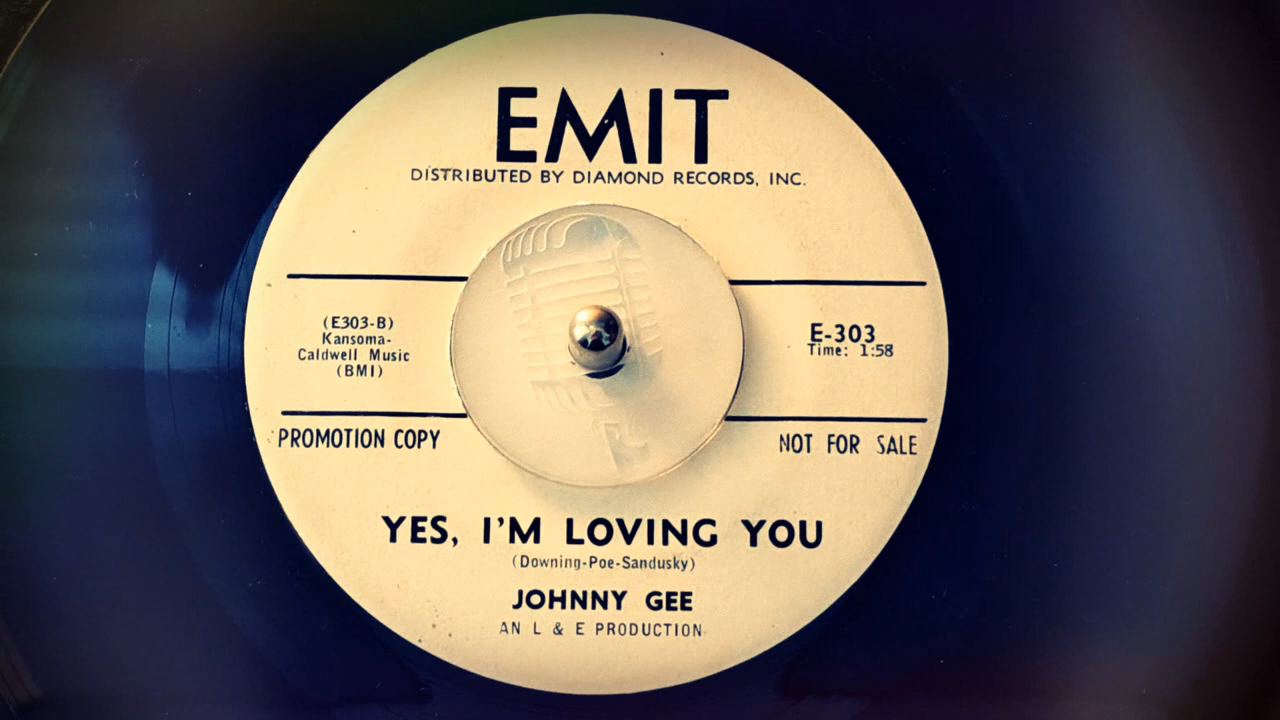 EMIT
DISTRIBUTED BY DIAMOND RECORDS, INC.
(E303-B)
Kansoma-
Caldwell Music
(BMI)
E-303
Time: 1:58
PROMOTION COPY
NOT FOR SALE
YES, I'M LOVING YOU
(Downing-Poe-Sandusky)
JOHNNY GEE
AN L & E PRODUCTION